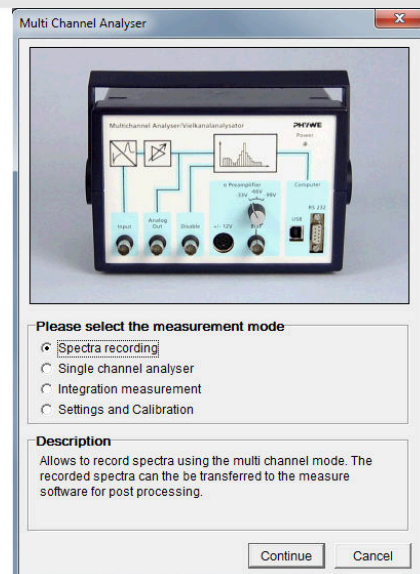 Multi Channel Analyser
Multichannel Analyser/Vielkanalanalysator
PHYWE
Power
α Preamplifier
Computer
-33V
-66V
-99V
RS 232
USB
Input
Analog
Out
Disable
+/- 12V
Bias
Please select the measurement mode
Spectra recording
Single channel analyser
Integration measurement
Settings and Calibration
Description
Allows to record spectra using the multi channel mode. The
recorded spectra can the be transferred to the measure
software for post processing.
Continue
Cancel